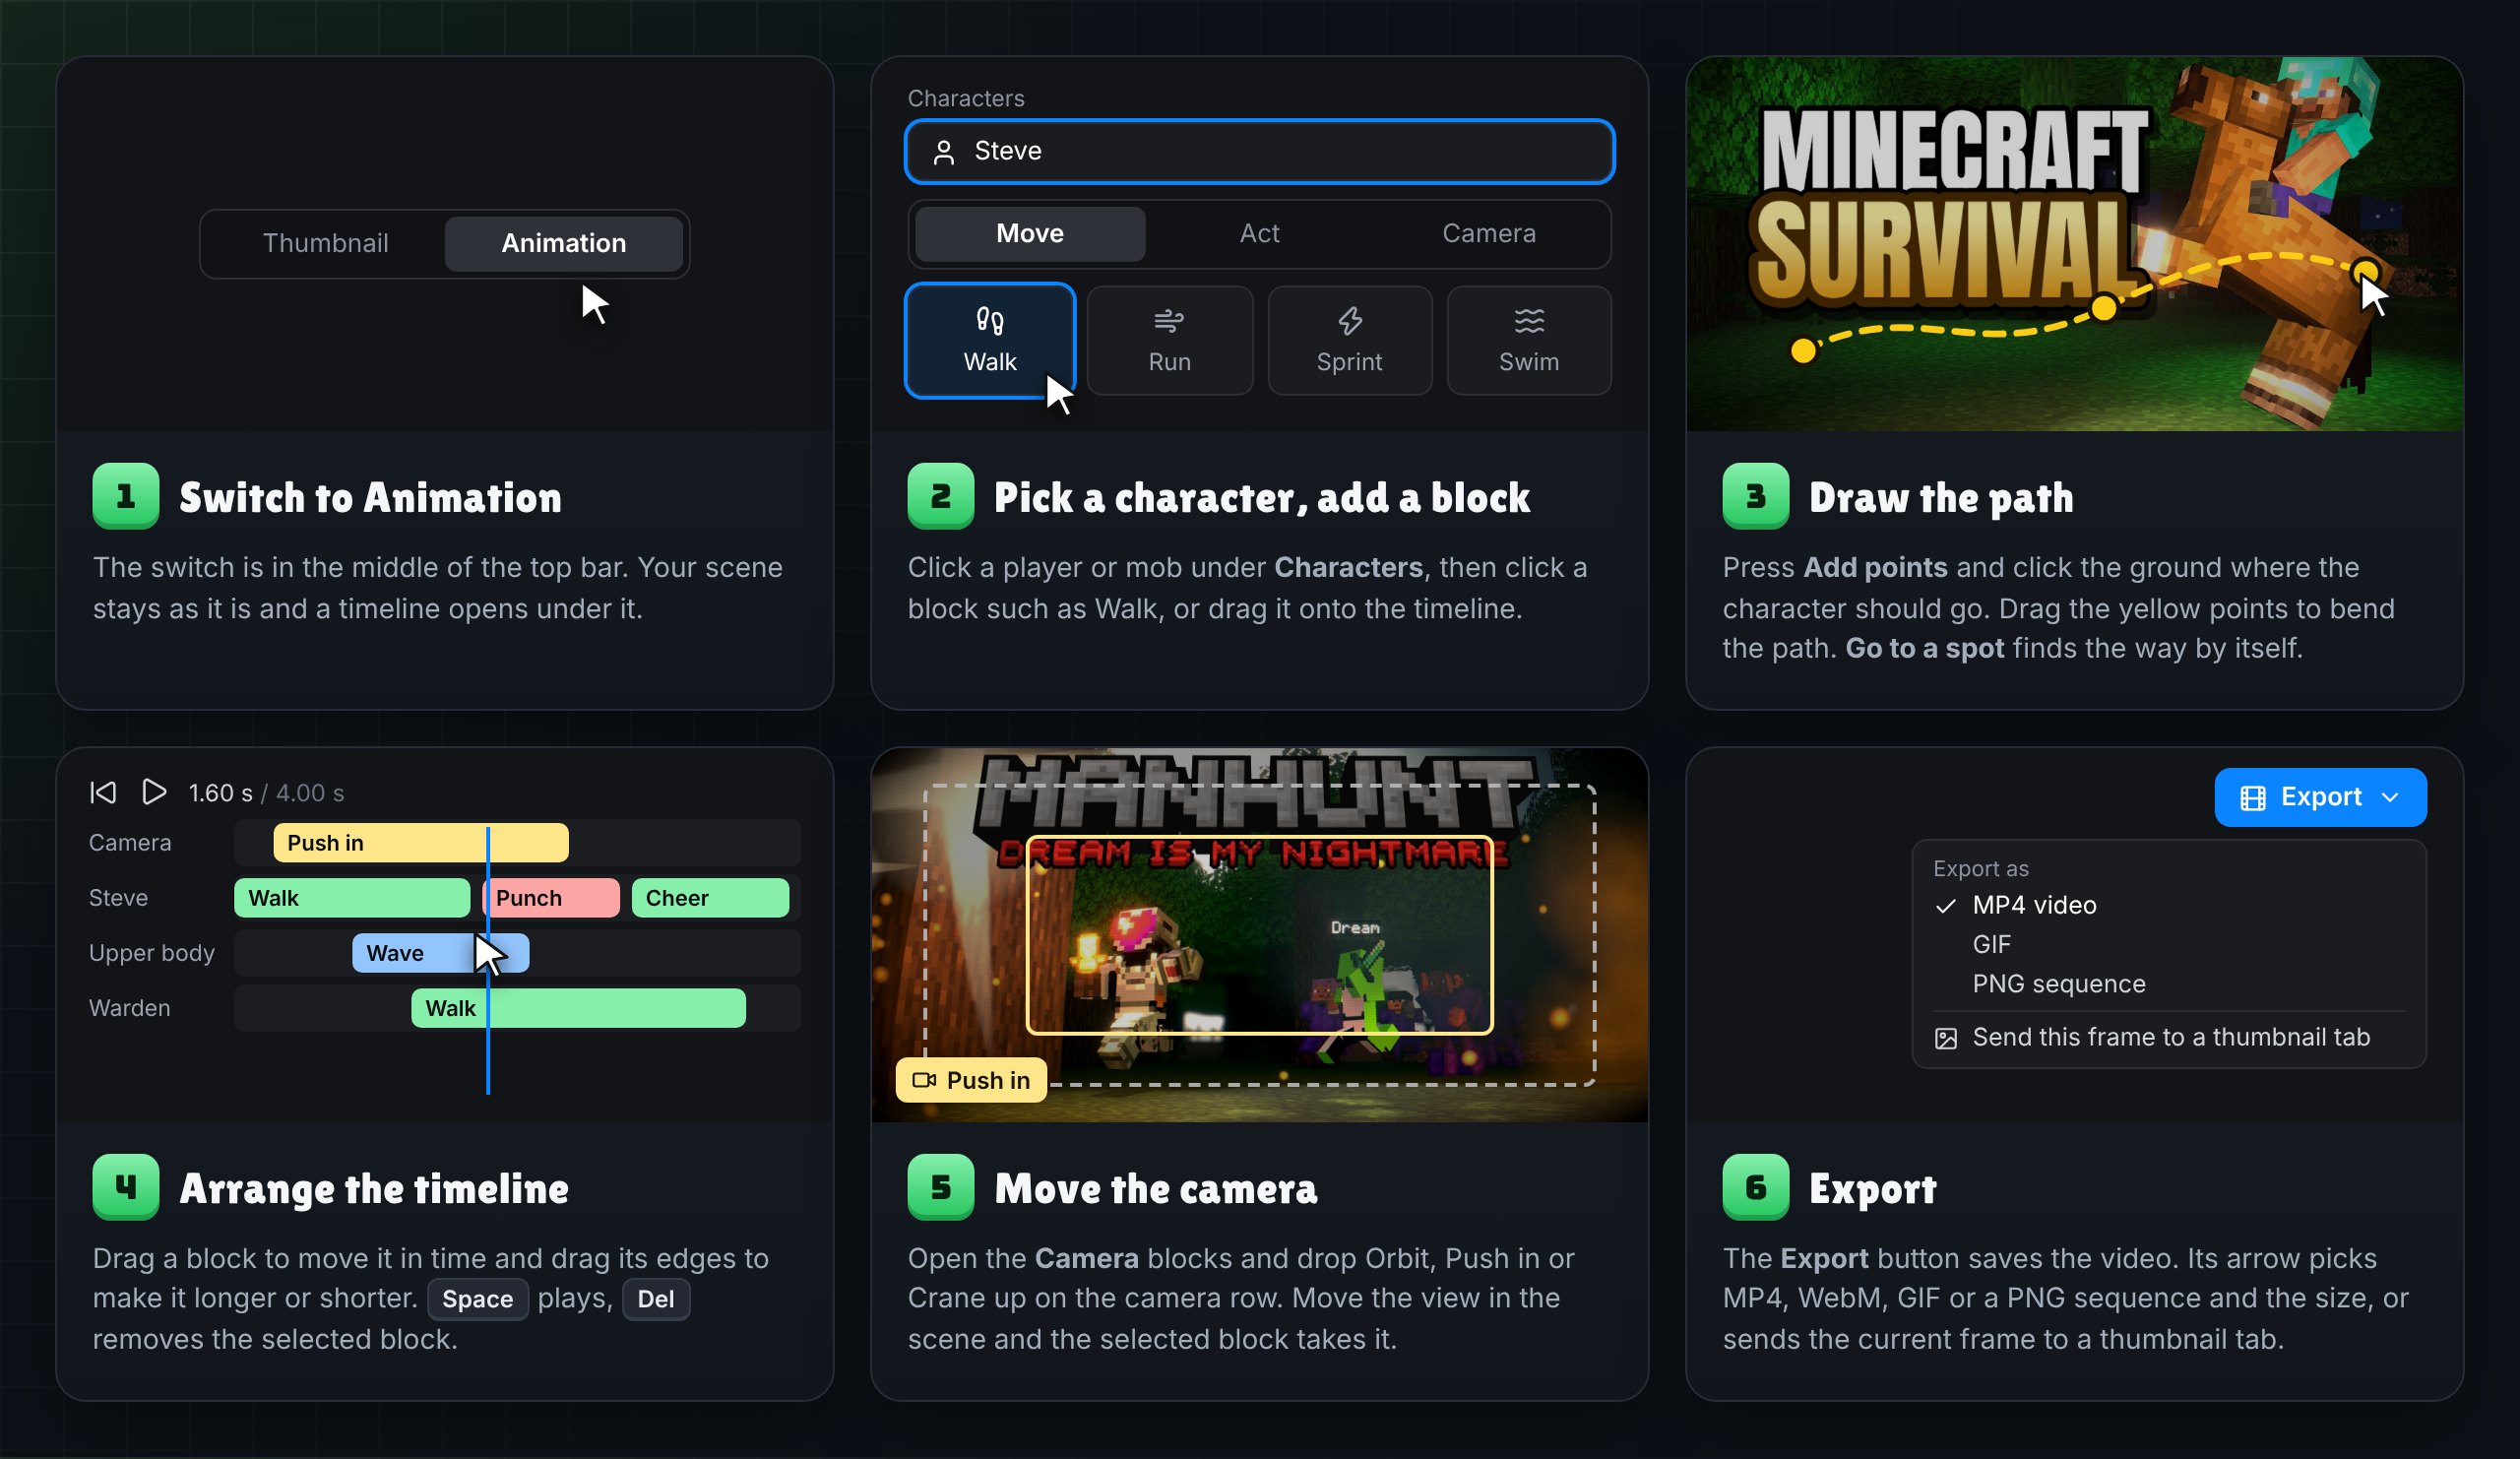 Thumbnail
Animation
1
Switch to Animation
The switch is in the middle of the top bar. Your scene
stays as it is and a timeline opens under it.
Characters
Steve
Move
Act
Camera
Walk
Run
Sprint
Swim
2
Pick a character, add a block
Click a player or mob under Characters, then click a
block such as Walk, or drag it onto the timeline.
MINECRAFT
SURVIVAL
3
Draw the path
Press Add points and click the ground where the
character should go. Drag the yellow points to bend
the path. Go to a spot finds the way by itself.
1.60 s / 4.00 s
Camera
Push in
Steve
Walk
Punch
Cheer
Upper body
Wave
Warden
Walk
4
Arrange the timeline
Drag a block to move it in time and drag its edges to
make it longer or shorter. Space plays, Del
removes the selected block.
MANHUNT
DREAM IS MY NIGHTMARE
Dream
Push in
5
Move the camera
Open the Camera blocks and drop Orbit, Push in or
Crane up on the camera row. Move the view in the
scene and the selected block takes it.
Export
Export as
MP4 video
GIF
PNG sequence
Send this frame to a thumbnail tab
6
Export
The Export button saves the video. Its arrow picks
MP4, WebM, GIF or a PNG sequence and the size, or
sends the current frame to a thumbnail tab.